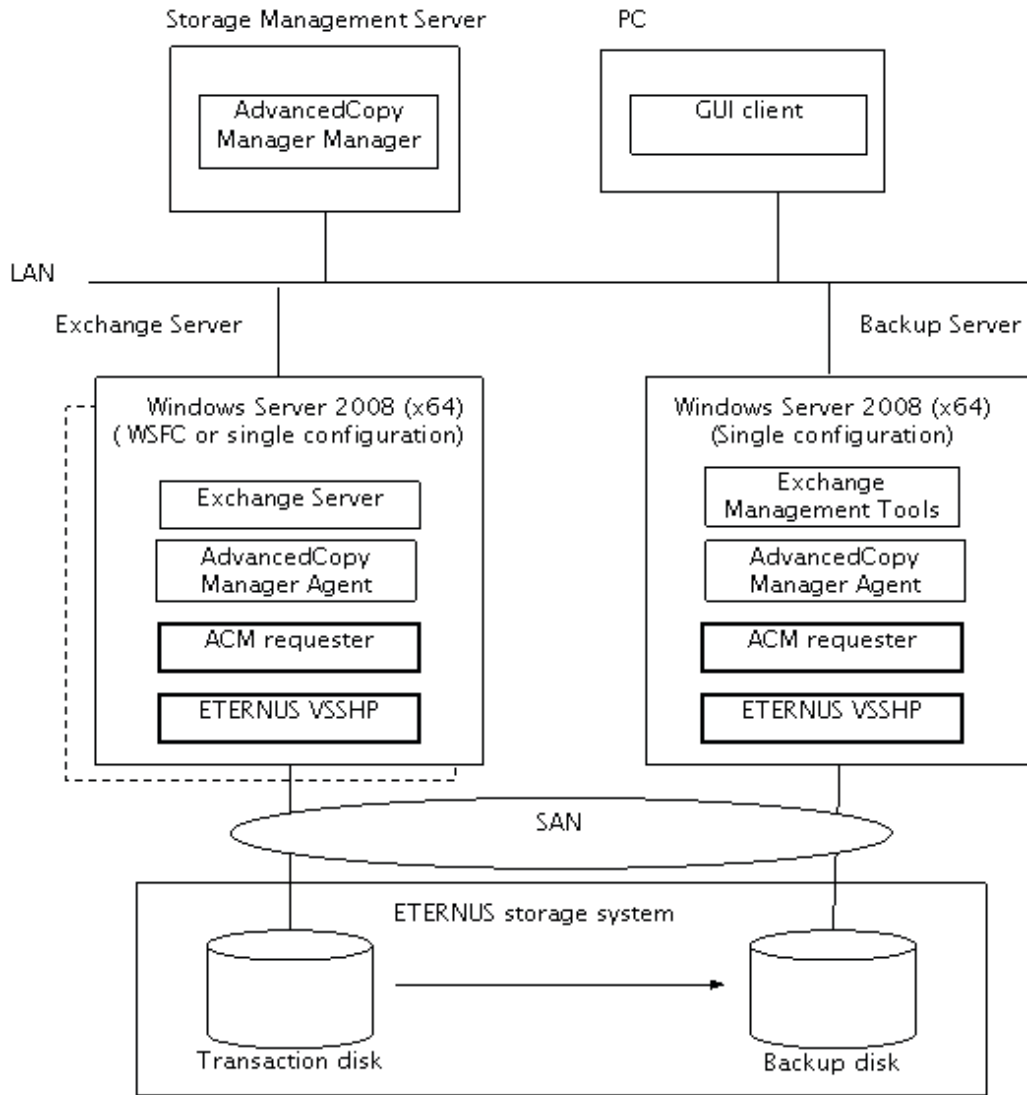 Storage Management Server
PC
AdvancedCopy
Manager Manager
GUI client
LAN
Exchange Server
Backup Server
Windows Server 2008 (x64)
( WSFC or single configuration)
Exchange Server
AdvancedCopy
Manager Agent
ACM requester
ETERNUS VSSHP
Windows Server 2008 (x64)
(Single configuration)
Exchange
Management Tools
AdvancedCopy
Manager Agent
ACM requester
ETERNUS VSSHP
SAN
ETERNUS storage system
Transaction disk
Backup disk